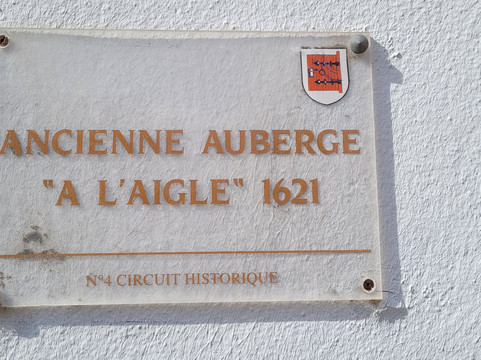 ANCIENNE AUBERGE
"A L'AIGLE" 1621
N°4 CIRCUIT HISTORIQUE